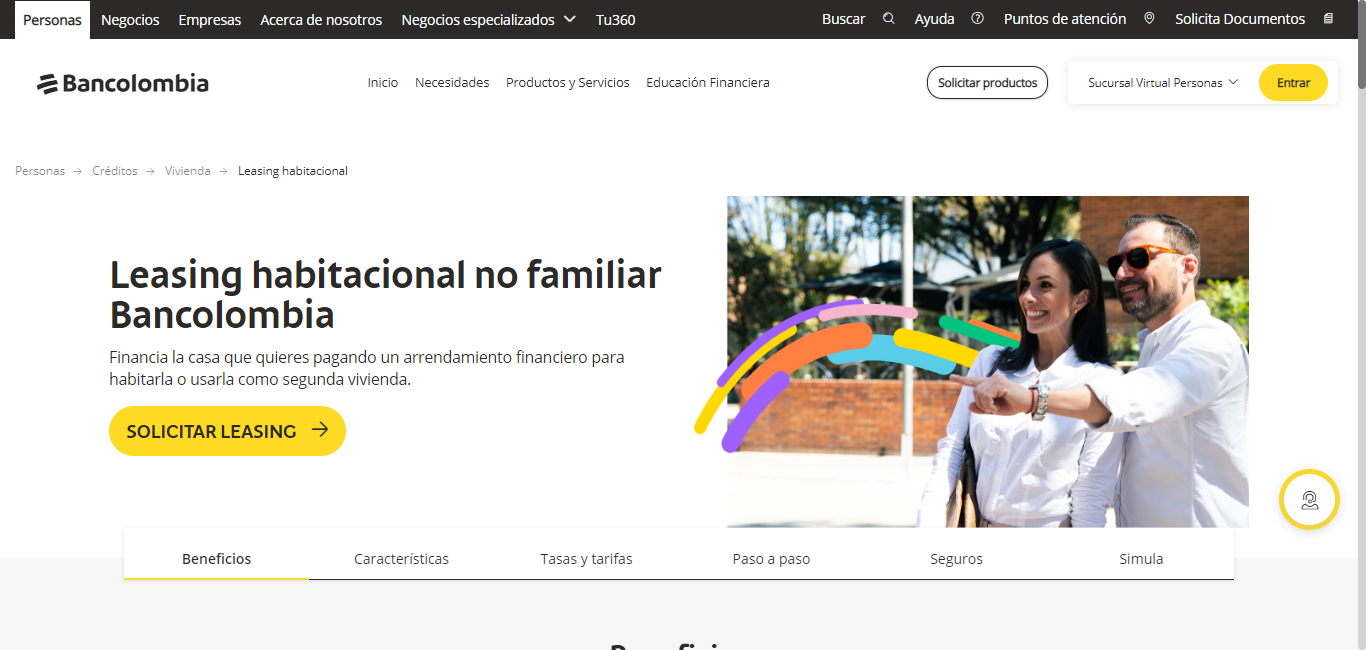 Personas Negocios Empresas Acerca de nosotros Negocios especializados Tu360 Buscar Ayuda Puntos de atención Solicita Documentos
Bancolombia Inicio Necesidades Productos y Servicios Educación Financiera Solicitar productos Sucursal Virtual Personas Entrar
Personas → Créditos → Vivienda → Leasing habitacional
Leasing habitacional no familiar
Bancolombia
Financia la casa que quieres pagando un arrendamiento financiero para
habitarla o usarla como segunda vivienda.
SOLICITAR LEASING →
Beneficios Características Tasas y tarifas Paso a paso Seguros Simula